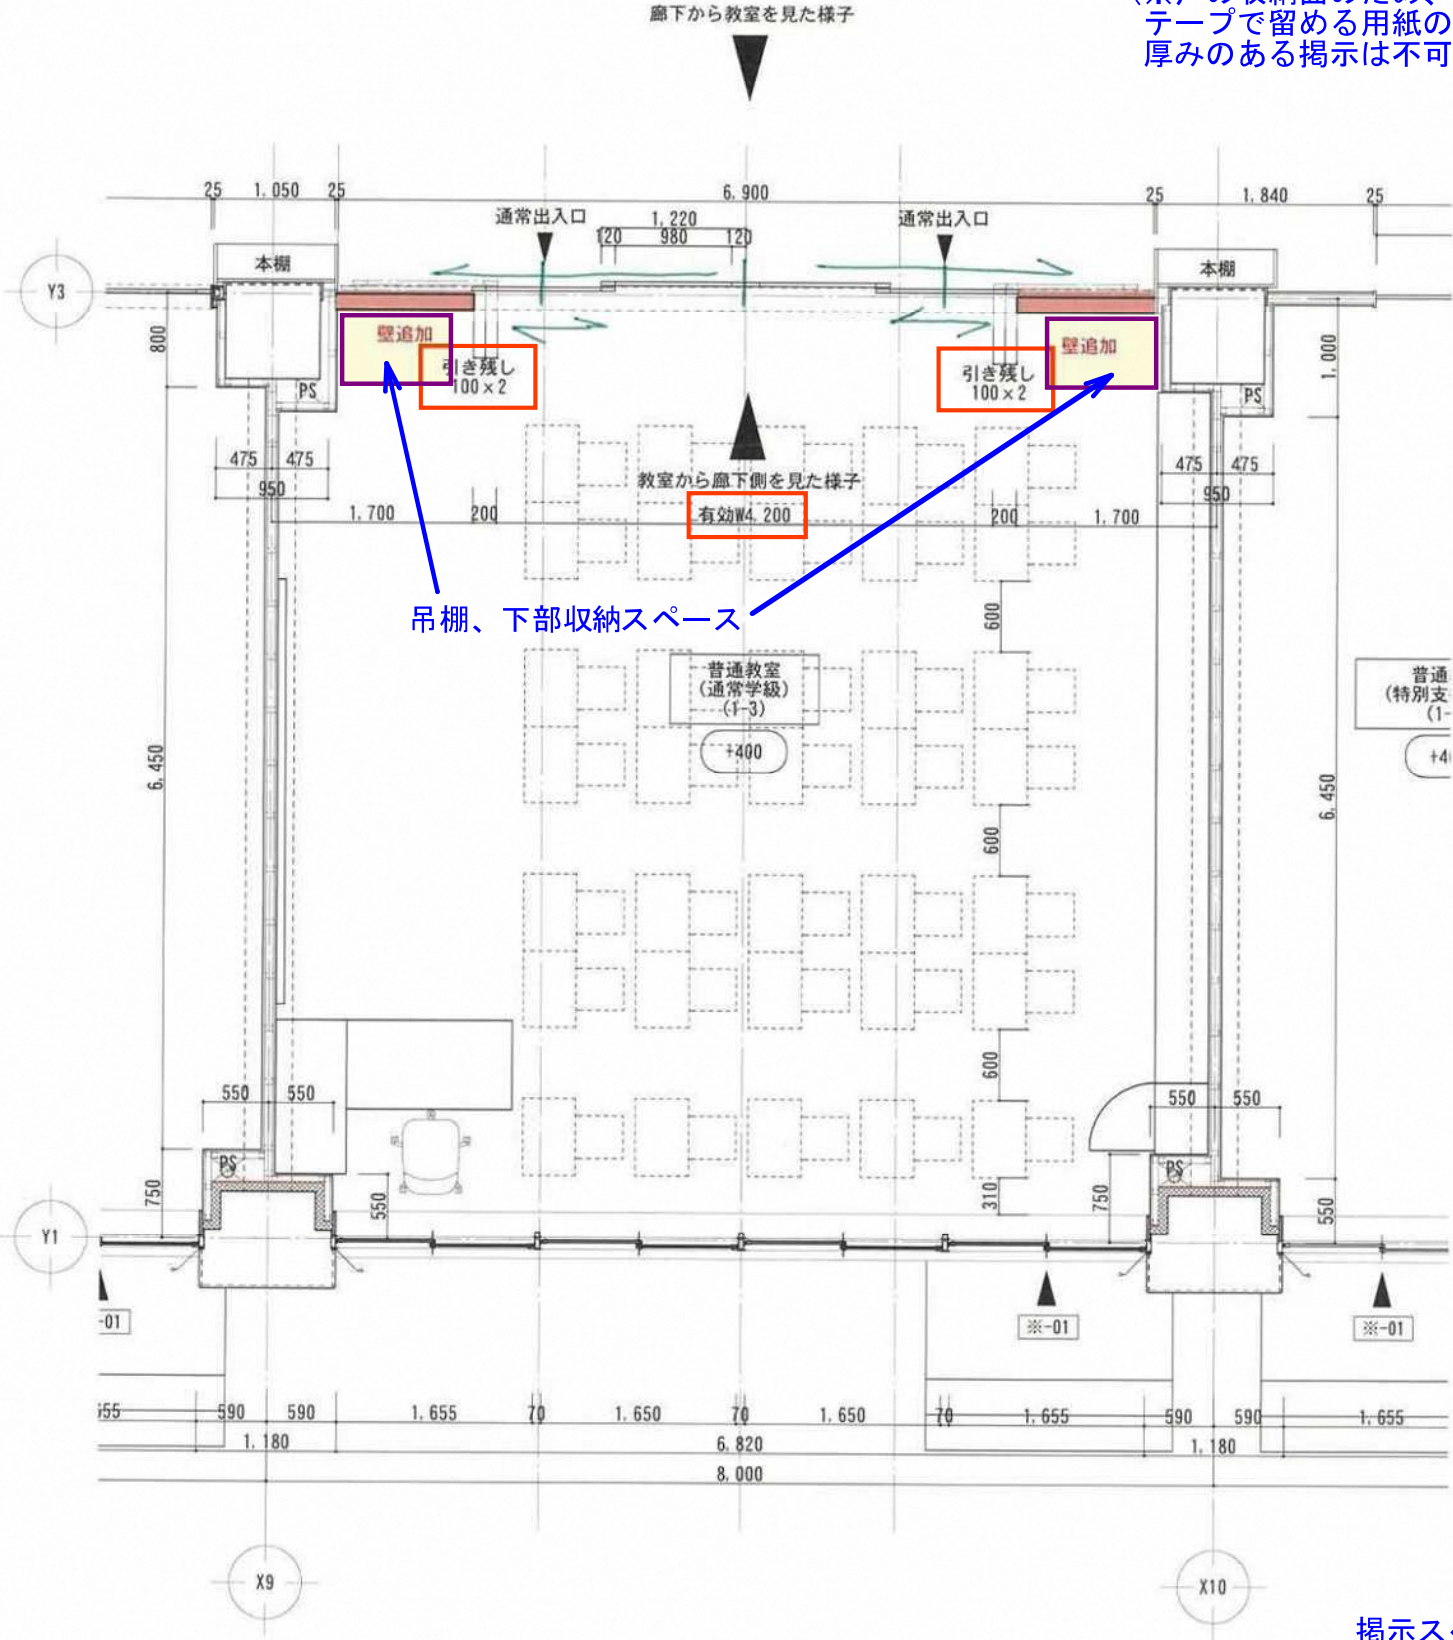 廊下から教室を見た様子
テープで留める用紙の
厚みのある掲示は不可
25 1,050 25 6,900 25 1,840 25
通常出入口 1,220 通常出入口
120 980 120
本棚 本棚
Y3
壁追加 壁追加
800 1,000
引き残し 引き残し
100×2 100×2
PS PS
475 475 475 475
950 教室から廊下側を見た様子 950
1,700 200 有効W4,200 200 1,700
吊棚、下部収納スペース
600
普通教室
(通常学級)
(1-3)
+400
普通
(特別支
(1-
6,450 6,450
600
600
550 550 550 550
PS PS
750 550 310 750 550
Y1
-01 ※-01 ※-01
590 590 1,655 70 1,650 70 1,650 70 1,655 590 590 1,655
1,180 6,820 1,180
8,000
X9 X10
掲示ス